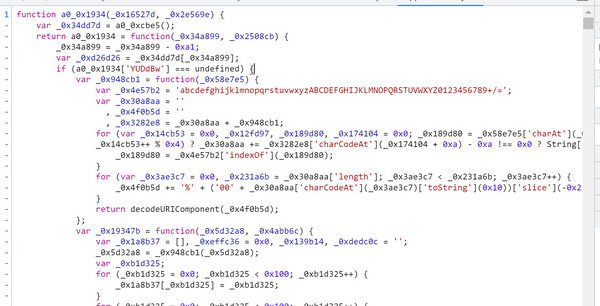 1 function a0_0x1934(_0x16527d, _0x2e569e) {
- var _0x34dd7d = a0_0xcbe5();
- return a0_0x1934 = function(_0x34a899, _0x2508cb) {
- _0x34a899 = _0x34a899 - 0xa1;
- var _0xd26d26 = _0x34dd7d[_0x34a899];
- if (a0_0x1934['YUDdBw'] === undefined) {
- var _0x948cb1 = function(_0x58e7e5) {
- var _0x4e57b2 = 'abcdefghijklmnopqrstuvwxyzABCDEFGHIJKLMNOPQRSTUVWXYZ0123456789+/=';
- var _0x30a8aa = ''
- , _0x4f0b5d = ''
- , _0x3282e8 = _0x30a8aa + _0x948cb1;
- for (var _0x14cb53 = 0x0, _0x12fd97, _0x189d80, _0x174104 = 0x0; _0x189d80 = _0x58e7e5['charAt'](_0
- _0x14cb53++ % 0x4) ? _0x30a8aa += _0x3282e8['charCodeAt'](_0x174104 + 0xa) - 0xa !== 0x0 ? String[
- _0x189d80 = _0x4e57b2['indexOf'](_0x189d80);
- }
- for (var _0x3ae3c7 = 0x0, _0x231a6b = _0x30a8aa['length']; _0x3ae3c7 < _0x231a6b; _0x3ae3c7++) {
- _0x4f0b5d += '%' + ('00' + _0x30a8aa['charCodeAt'](_0x3ae3c7)['toString'](0x10))['slice'](-0x2
- }
- return decodeURIComponent(_0x4f0b5d);
- };
- var _0x19347b = function(_0x5d32a8, _0x4abb6c) {
- var _0x1a8b37 = [], _0xeffc36 = 0x0, _0x139b14, _0xdedc0c = '';
- _0x5d32a8 = _0x948cb1(_0x5d32a8);
- var _0xb1d325;
- for (_0xb1d325 = 0x0; _0xb1d325 < 0x100; _0xb1d325++) {
- _0x1a8b37[_0xb1d325] = _0xb1d325;
- }